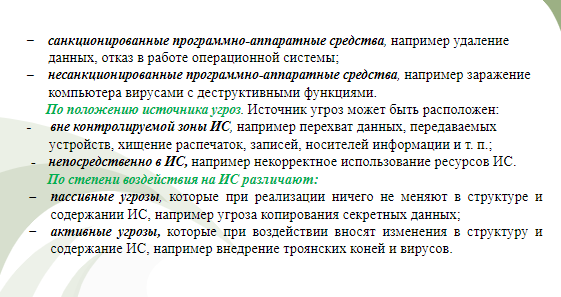 − санкционированные программно-аппаратные средства, например удаление
данных, отказ в работе операционной системы;
− несанкционированные программно-аппаратные средства, например заражение
компьютера вирусами с деструктивными функциями.
По положению источника угроз. Источник угроз может быть расположен:
- вне контролируемой зоны ИС, например перехват данных, передаваемых
устройств, хищение распечаток, записей, носителей информации и т. п.;
- непосредственно в ИС, например некорректное использование ресурсов ИС.
По степени воздействия на ИС различают:
− пассивные угрозы, которые при реализации ничего не меняют в структуре и
содержании ИС, например угроза копирования секретных данных;
− активные угрозы, которые при воздействии вносят изменения в структуру и
содержание ИС, например внедрение троянских коней и вирусов.